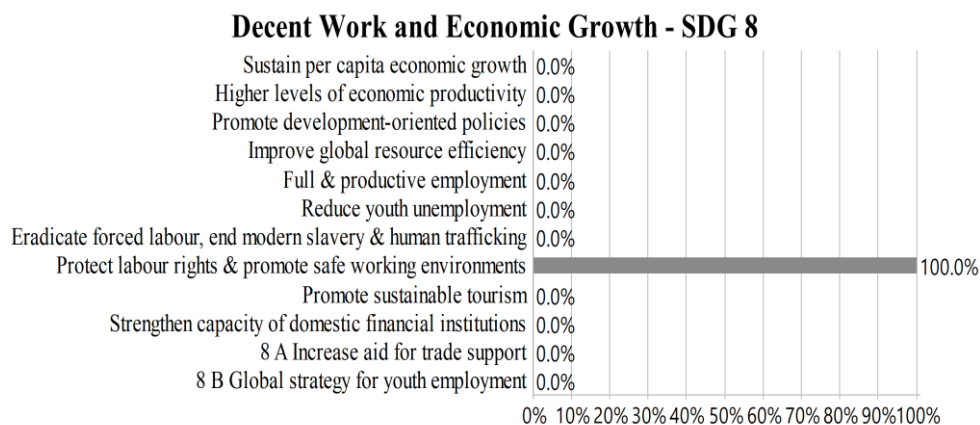 Decent Work and Economic Growth - SDG 8
Sustain per capita economic growth 0.0%
Higher levels of economic productivity 0.0%
Promote development-oriented policies 0.0%
Improve global resource efficiency 0.0%
Full & productive employment 0.0%
Reduce youth unemployment 0.0%
Eradicate forced labour, end modern slavery & human trafficking 0.0%
Protect labour rights & promote safe working environments 100.0%
Promote sustainable tourism 0.0%
Strengthen capacity of domestic financial institutions 0.0%
8 A Increase aid for trade support 0.0%
8 B Global strategy for youth employment 0.0%
0% 10% 20% 30% 40% 50% 60% 70% 80% 90% 100%